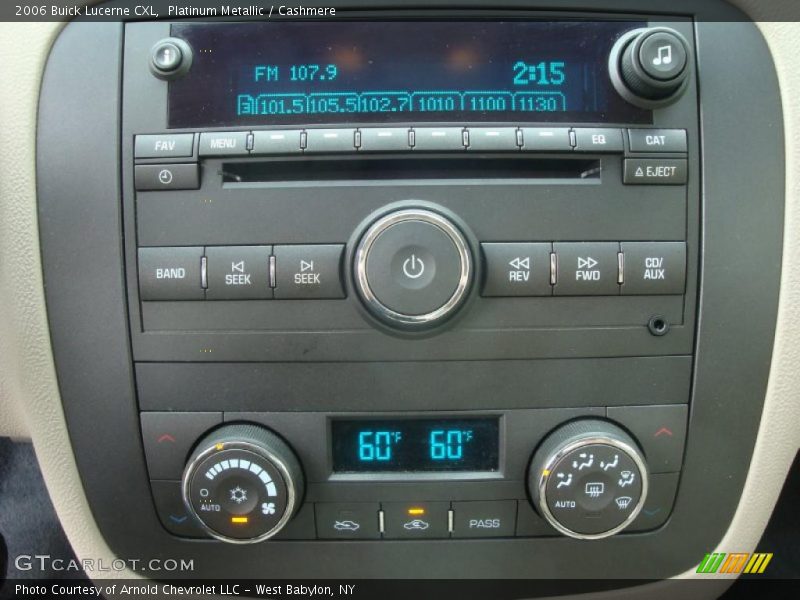 2006 Buick Lucerne CXL,  Platinum Metallic / Cashmere
i
FM 107.9
2:15
101.5 105.5 102.7 1010 1100 1130
FAV
MENU
EQ
CAT
EJECT
BAND
SEEK
SEEK
REV
FWD
CD/
AUX
60°F
60°F
AUTO
AUTO
PASS
GTCARLOT.COM
Photo Courtesy of Arnold Chevrolet LLC - West Babylon, NY